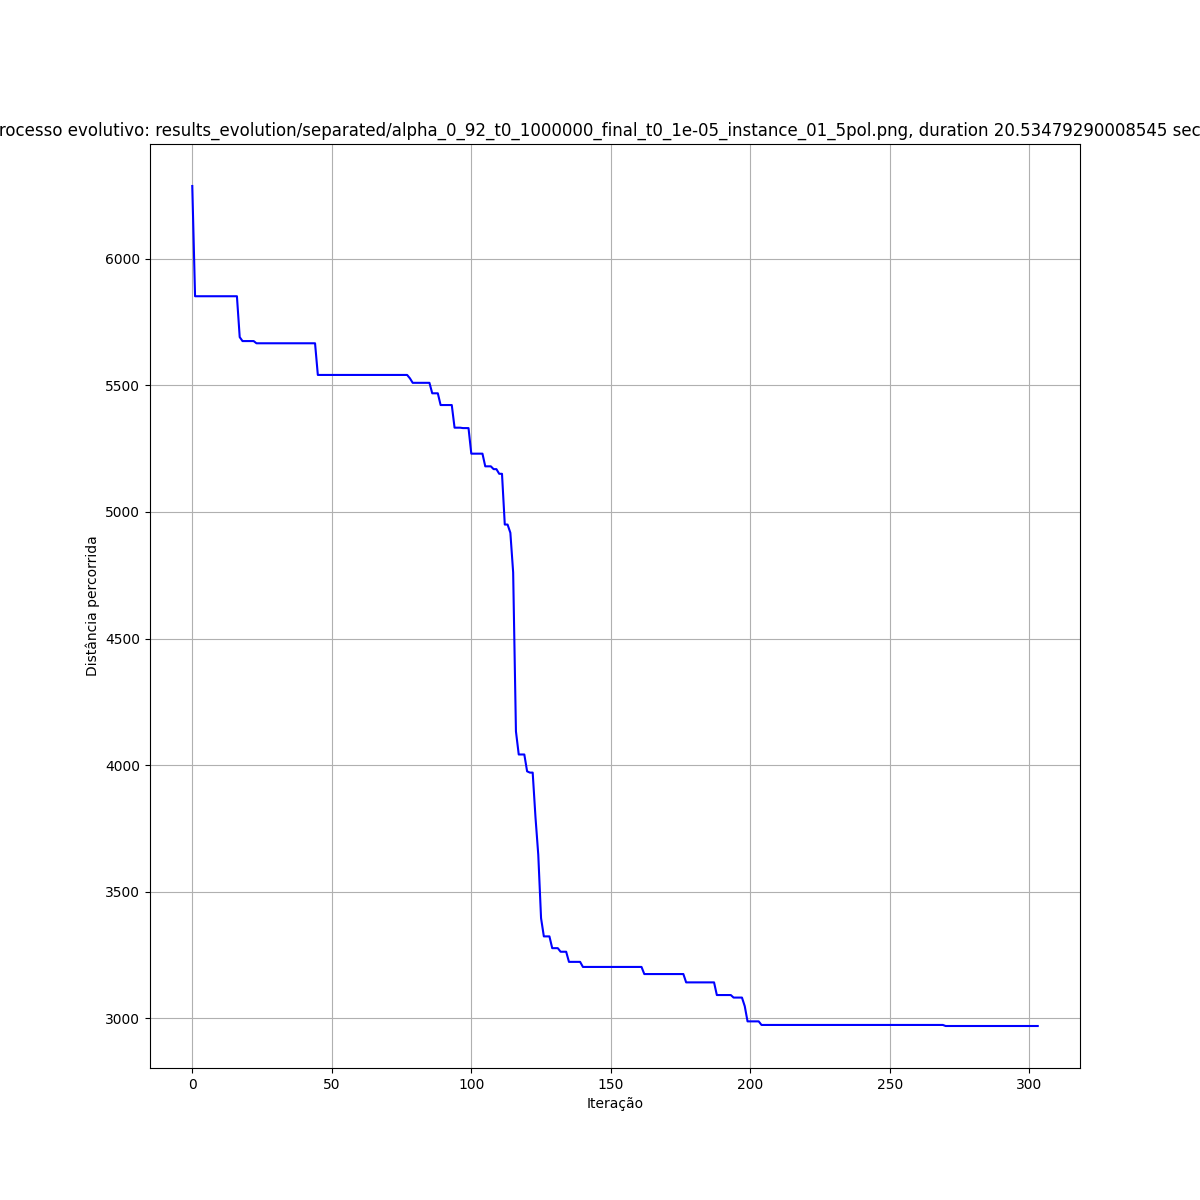 rocesso evolutivo: results_evolution/separated/alpha_0_92_t0_1000000_final_t0_1e-05_instance_01_5pol.png, duration 20.53479290008545 sec
6000
5500
5000
4500
4000
3500
3000
Distância percorrida
0 50 100 150 200 250 300
Iteração